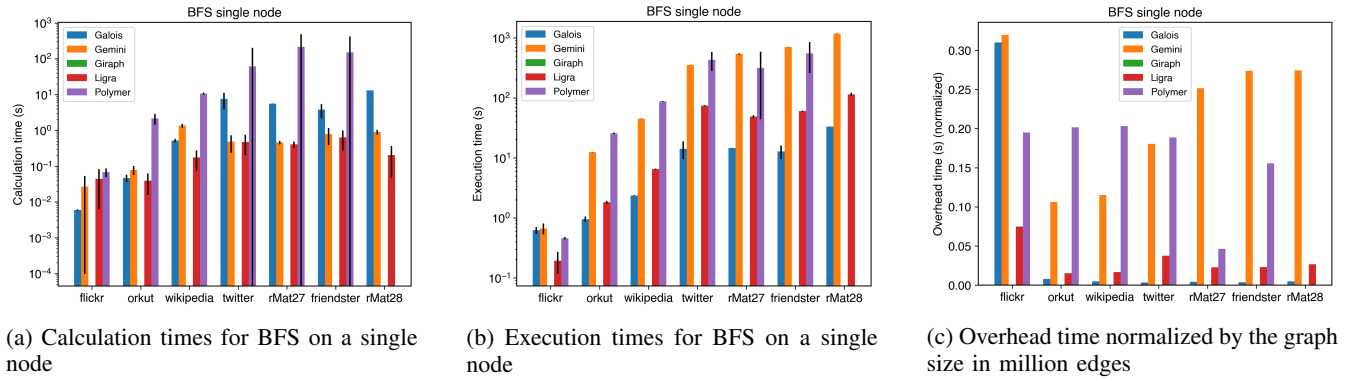 BFS single node
Calculation time (s)
10³
10²
10¹
10⁰
10⁻¹
10⁻²
10⁻³
10⁻⁴
Galois
Gemini
Giraph
Ligra
Polymer
flickr orkut wikipedia twitter rMat27 friendster rMat28
(a) Calculation times for BFS on a single
node
BFS single node
Execution time (s)
10³
10²
10¹
10⁰
10⁻¹
Galois
Gemini
Giraph
Ligra
Polymer
flickr orkut wikipedia twitter rMat27 friendster rMat28
(b) Execution times for BFS on a single
node
BFS single node
Overhead time (s) (normalized)
0.30
0.25
0.20
0.15
0.10
0.05
0.00
Galois
Gemini
Giraph
Ligra
Polymer
flickr orkut wikipedia twitter rMat27 friendster rMat28
(c) Overhead time normalized by the graph
size in million edges